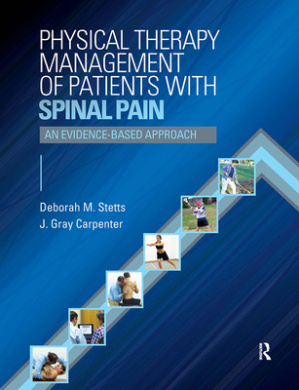 PHYSICAL THERAPY
MANAGEMENT
OF PATIENTS WITH
SPINAL PAIN
AN EVIDENCE-BASED APPROACH
Deborah M. Stetts
J. Gray Carpenter
R